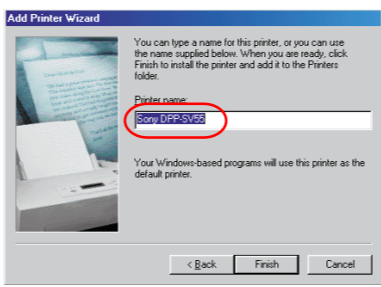 Add Printer Wizard
You can type a name for this printer, or you can use
the name supplied below. When you are ready, click
Finish to install the printer and add it to the Printers
folder.
Printer name:
Sony DPP-SV55
Your Windows-based programs will use this printer as the
default printer.
< Back
Finish
Cancel